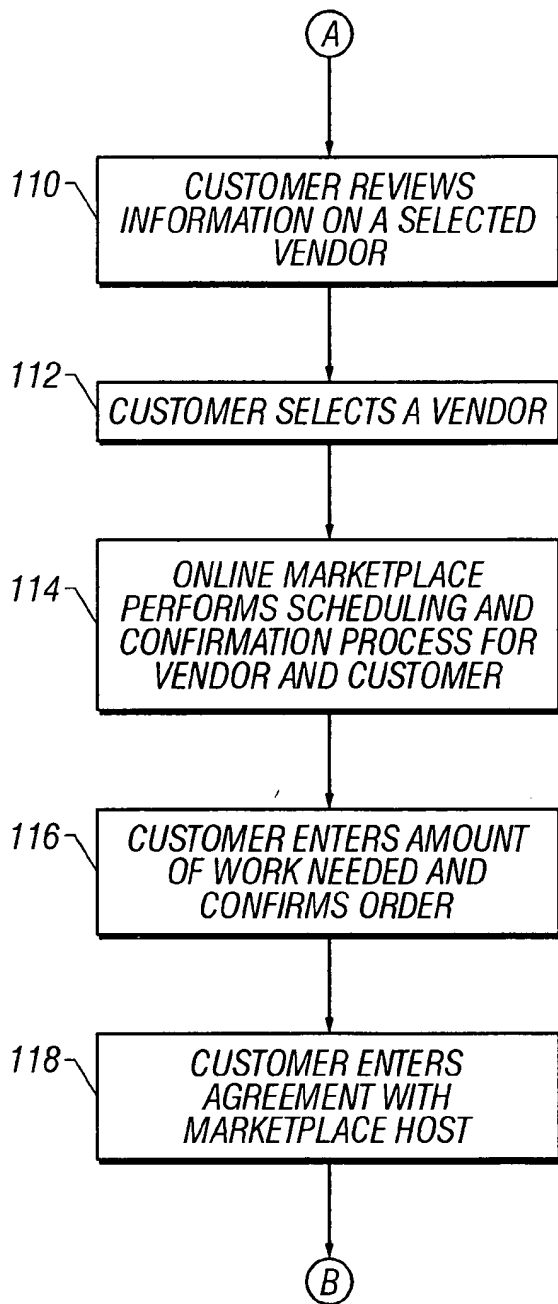 A
110
CUSTOMER REVIEWS
INFORMATION ON A SELECTED
VENDOR
112
CUSTOMER SELECTS A VENDOR
114
ONLINE MARKETPLACE
PERFORMS SCHEDULING AND
CONFIRMATION PROCESS FOR
VENDOR AND CUSTOMER
116
CUSTOMER ENTERS AMOUNT
OF WORK NEEDED AND
CONFIRMS ORDER
118
CUSTOMER ENTERS
AGREEMENT WITH
MARKETPLACE HOST
B